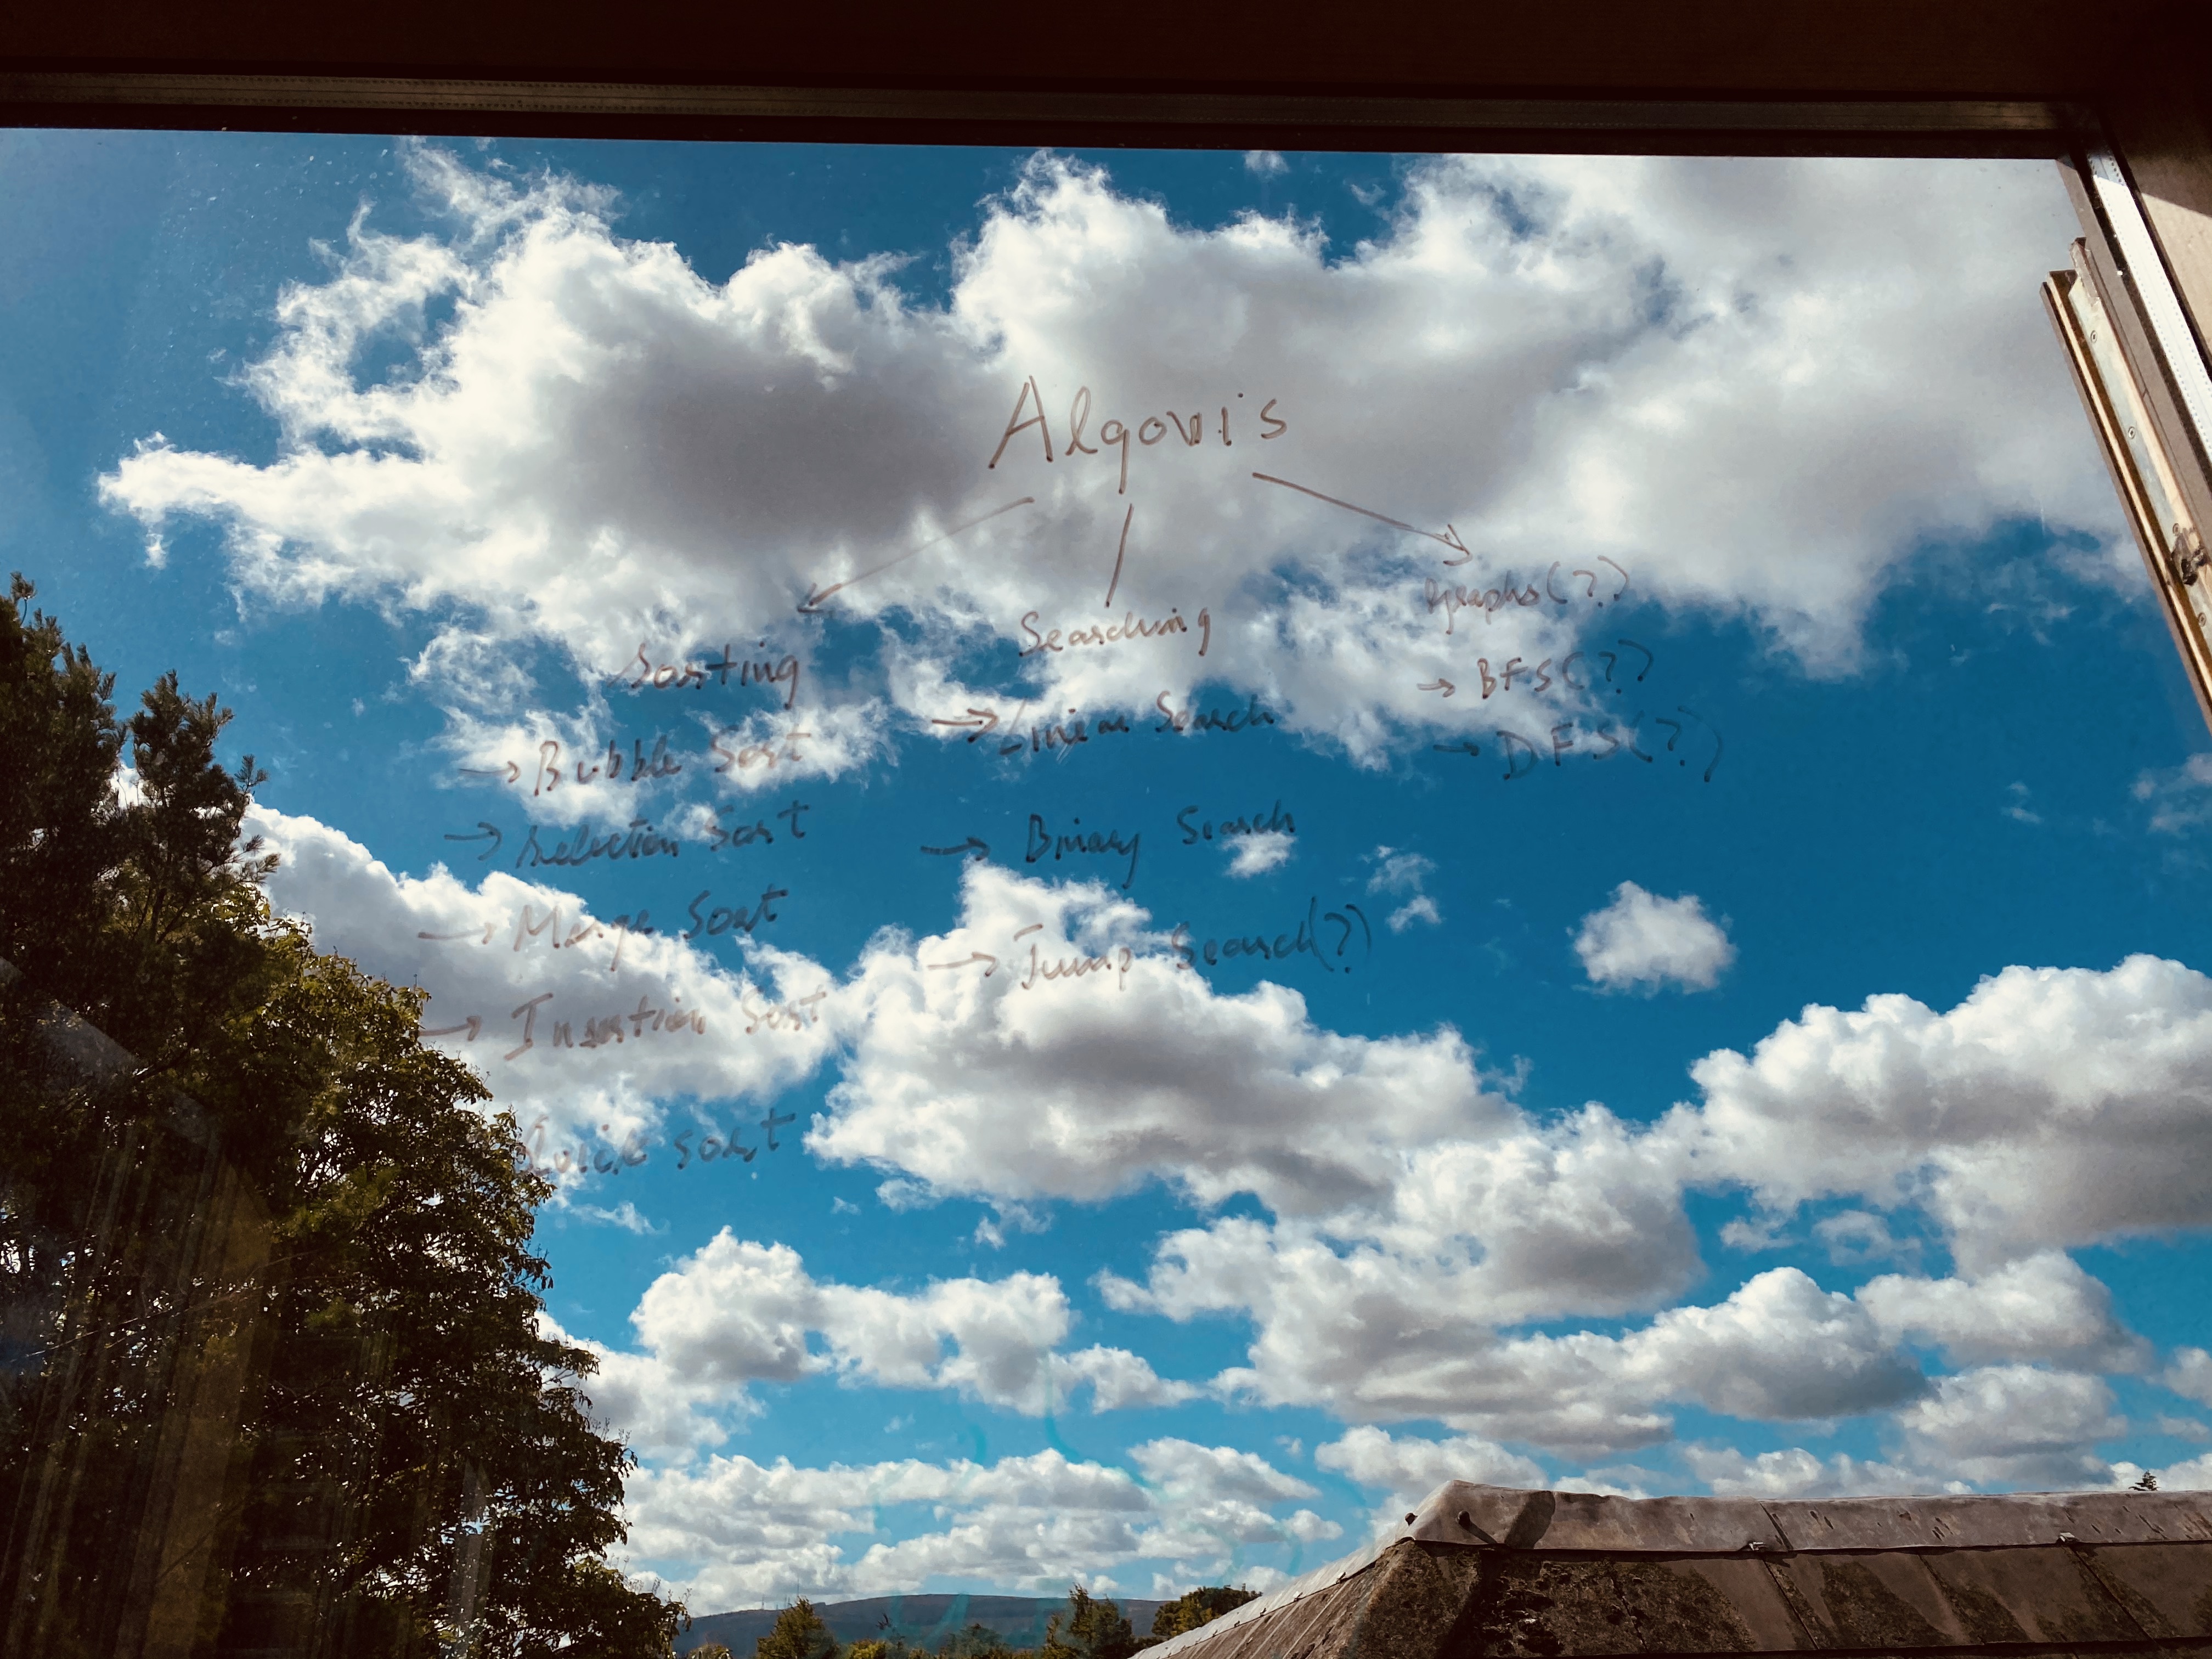 Algovis
Sorting
→ Bubble Sort
→ Selection Sort
→ Merge Sort
→ Insertion Sort
Quick sort
Searching
→ Linear Search
→ Binary Search
→ Jump Search(?)
Graphs(?)
→ BFS(?)
→ DFS(?)